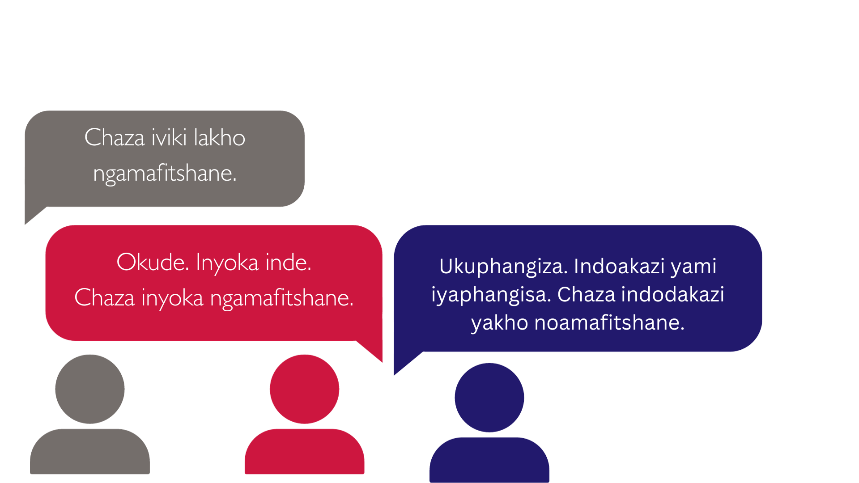 Chaza iviki lakho
ngamafitshane.
Okude. Inyoka inde.
Chaza inyoka ngamafitshane.
Ukuphangiza. Indoakazi yami
iyaphangisa. Chaza indodakazi
yakho noamafitshane.